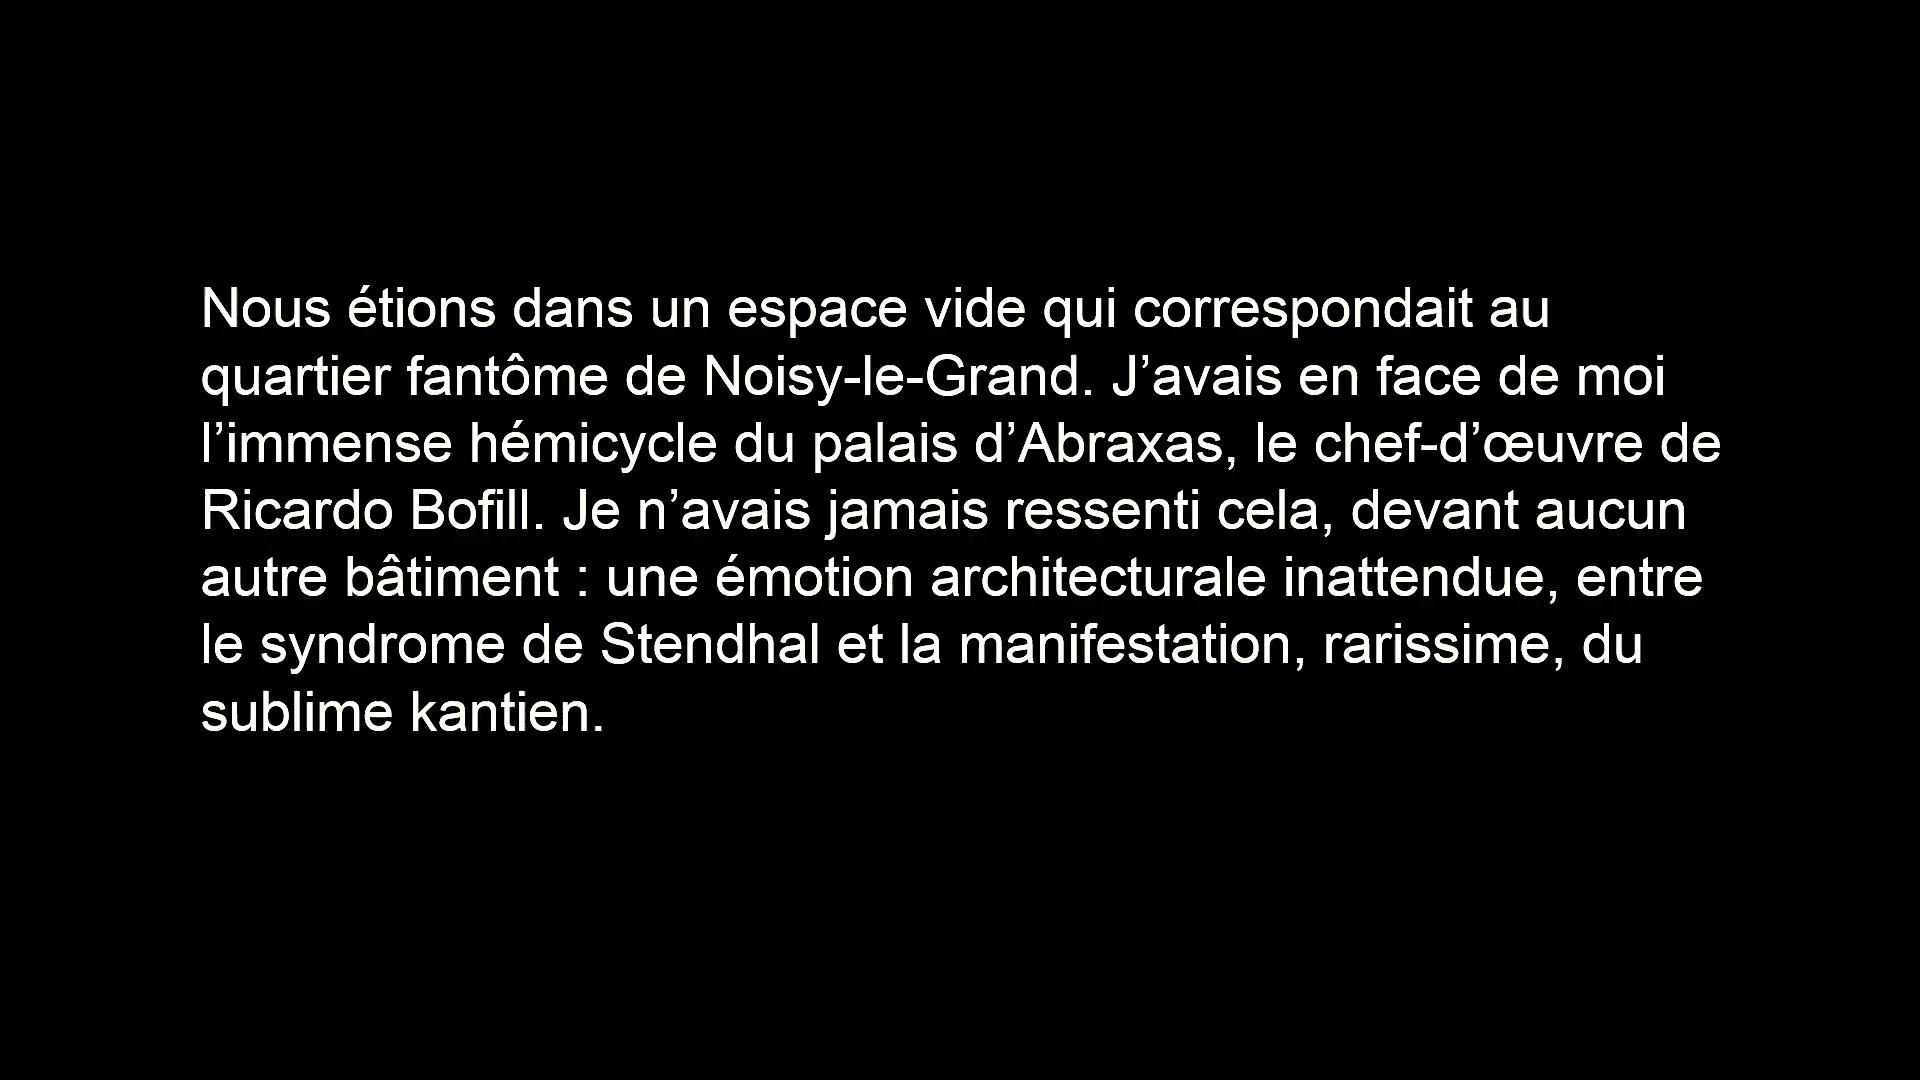 Nous étions dans un espace vide qui correspondait au
quartier fantôme de Noisy-le-Grand. J’avais en face de moi
l’immense hémicycle du palais d’Abraxas, le chef-d’œuvre de
Ricardo Bofill. Je n’avais jamais ressenti cela, devant aucun
autre bâtiment : une émotion architecturale inattendue, entre
le syndrome de Stendhal et la manifestation, rarissime, du
sublime kantien.